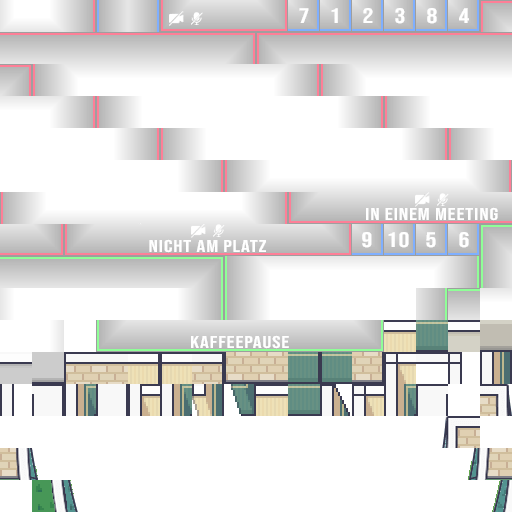 7 1 2 3 8 4
IN EINEM MEETING
NICHT AM PLATZ
9 10 5 6
KAFFEEPAUSE